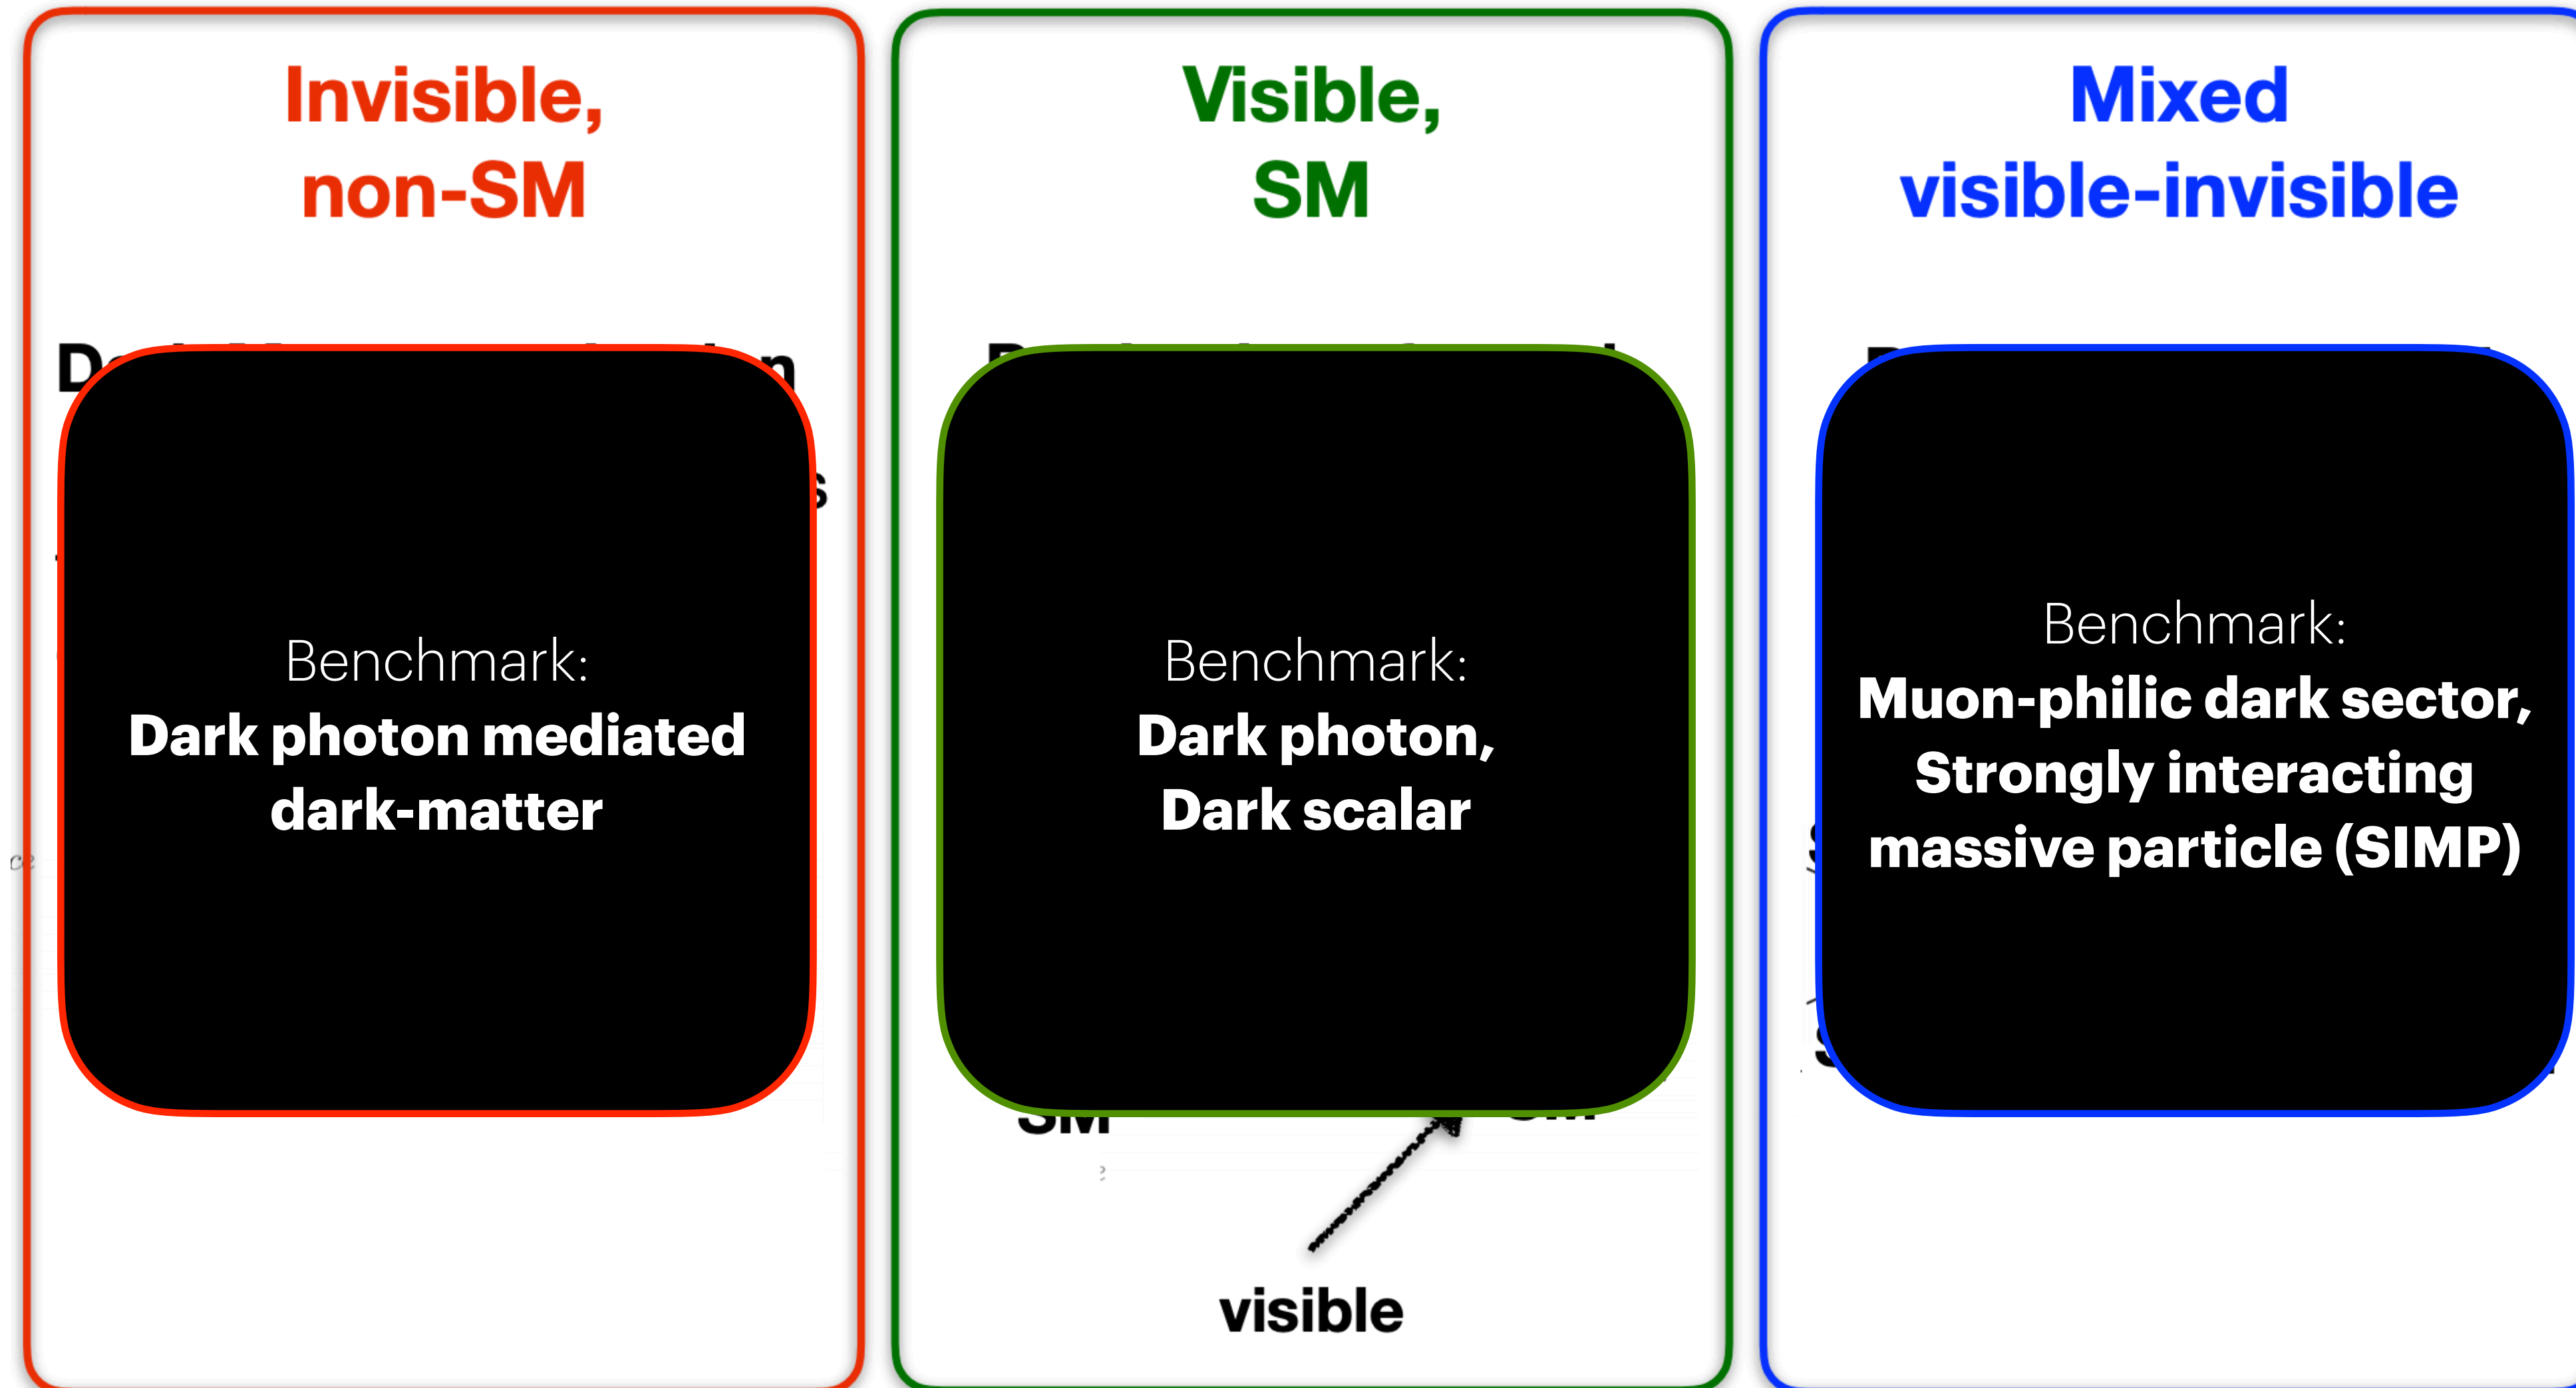 Invisible,
non-SM
Benchmark:
Dark photon mediated
dark-matter
Visible,
SM
Benchmark:
Dark photon,
Dark scalar
SM
visible
Mixed
visible-invisible
Benchmark:
Muon-philic dark sector,
Strongly interacting
massive particle (SIMP)